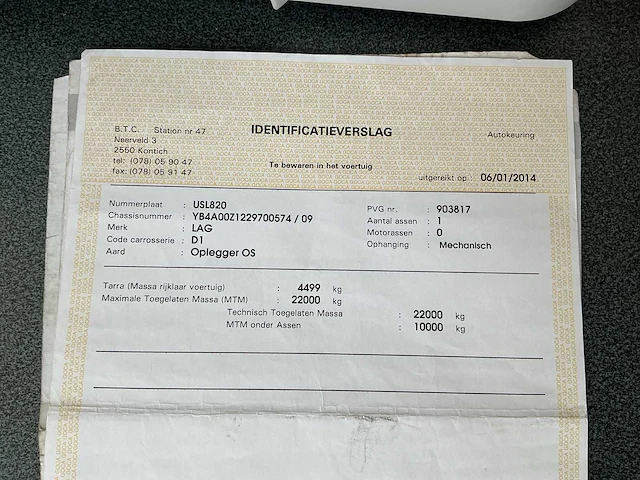 B.T.C. Station nr 47
Neerveld 3
2550 Kontich
tel: (078) 05 90 47
fax: (078) 05 91 47
IDENTIFICATIEVERSLAG
Te bewaren in het voertuig
Autokeuring
uitgereikt op : 06/01/2014
Nummerplaat : USL820
Chassisnummer : YB4A00Z1229700574 / 09
Merk : LAG
Code carrosserie : D1
Aard : Oplegger OS
PVG nr. : 903817
Aantal assen : 1
Motorassen : 0
Ophanging : Mechanisch
Tarra (Massa rijklaar voertuig) : 4499 kg
Maximale Toegelaten Massa (MTM) : 22000 kg
Technisch Toegelaten Massa : 22000 kg
MTM onder Assen : 10000 kg